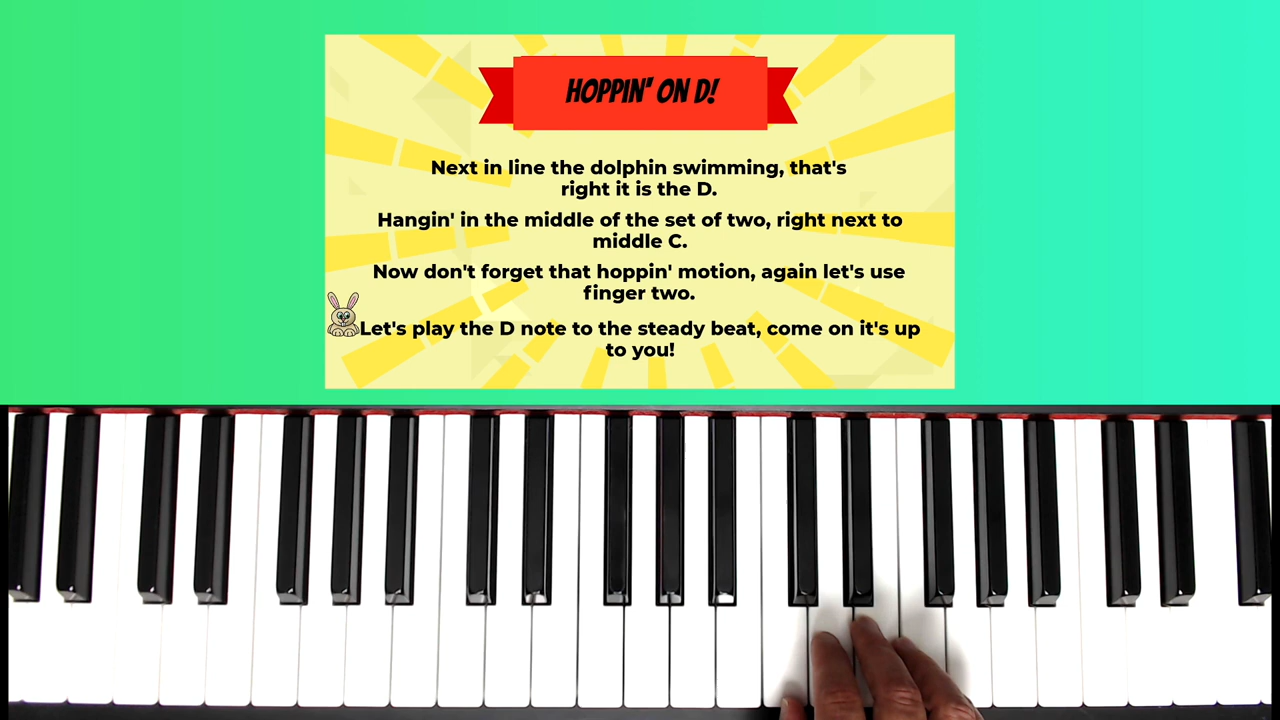 HOPPIN' ON D!
Next in line the dolphin swimming, that's
right it is the D.
Hangin' in the middle of the set of two, right next to
middle C.
Now don't forget that hoppin' motion, again let's use
finger two.
Let's play the D note to the steady beat, come on it's up
to you!